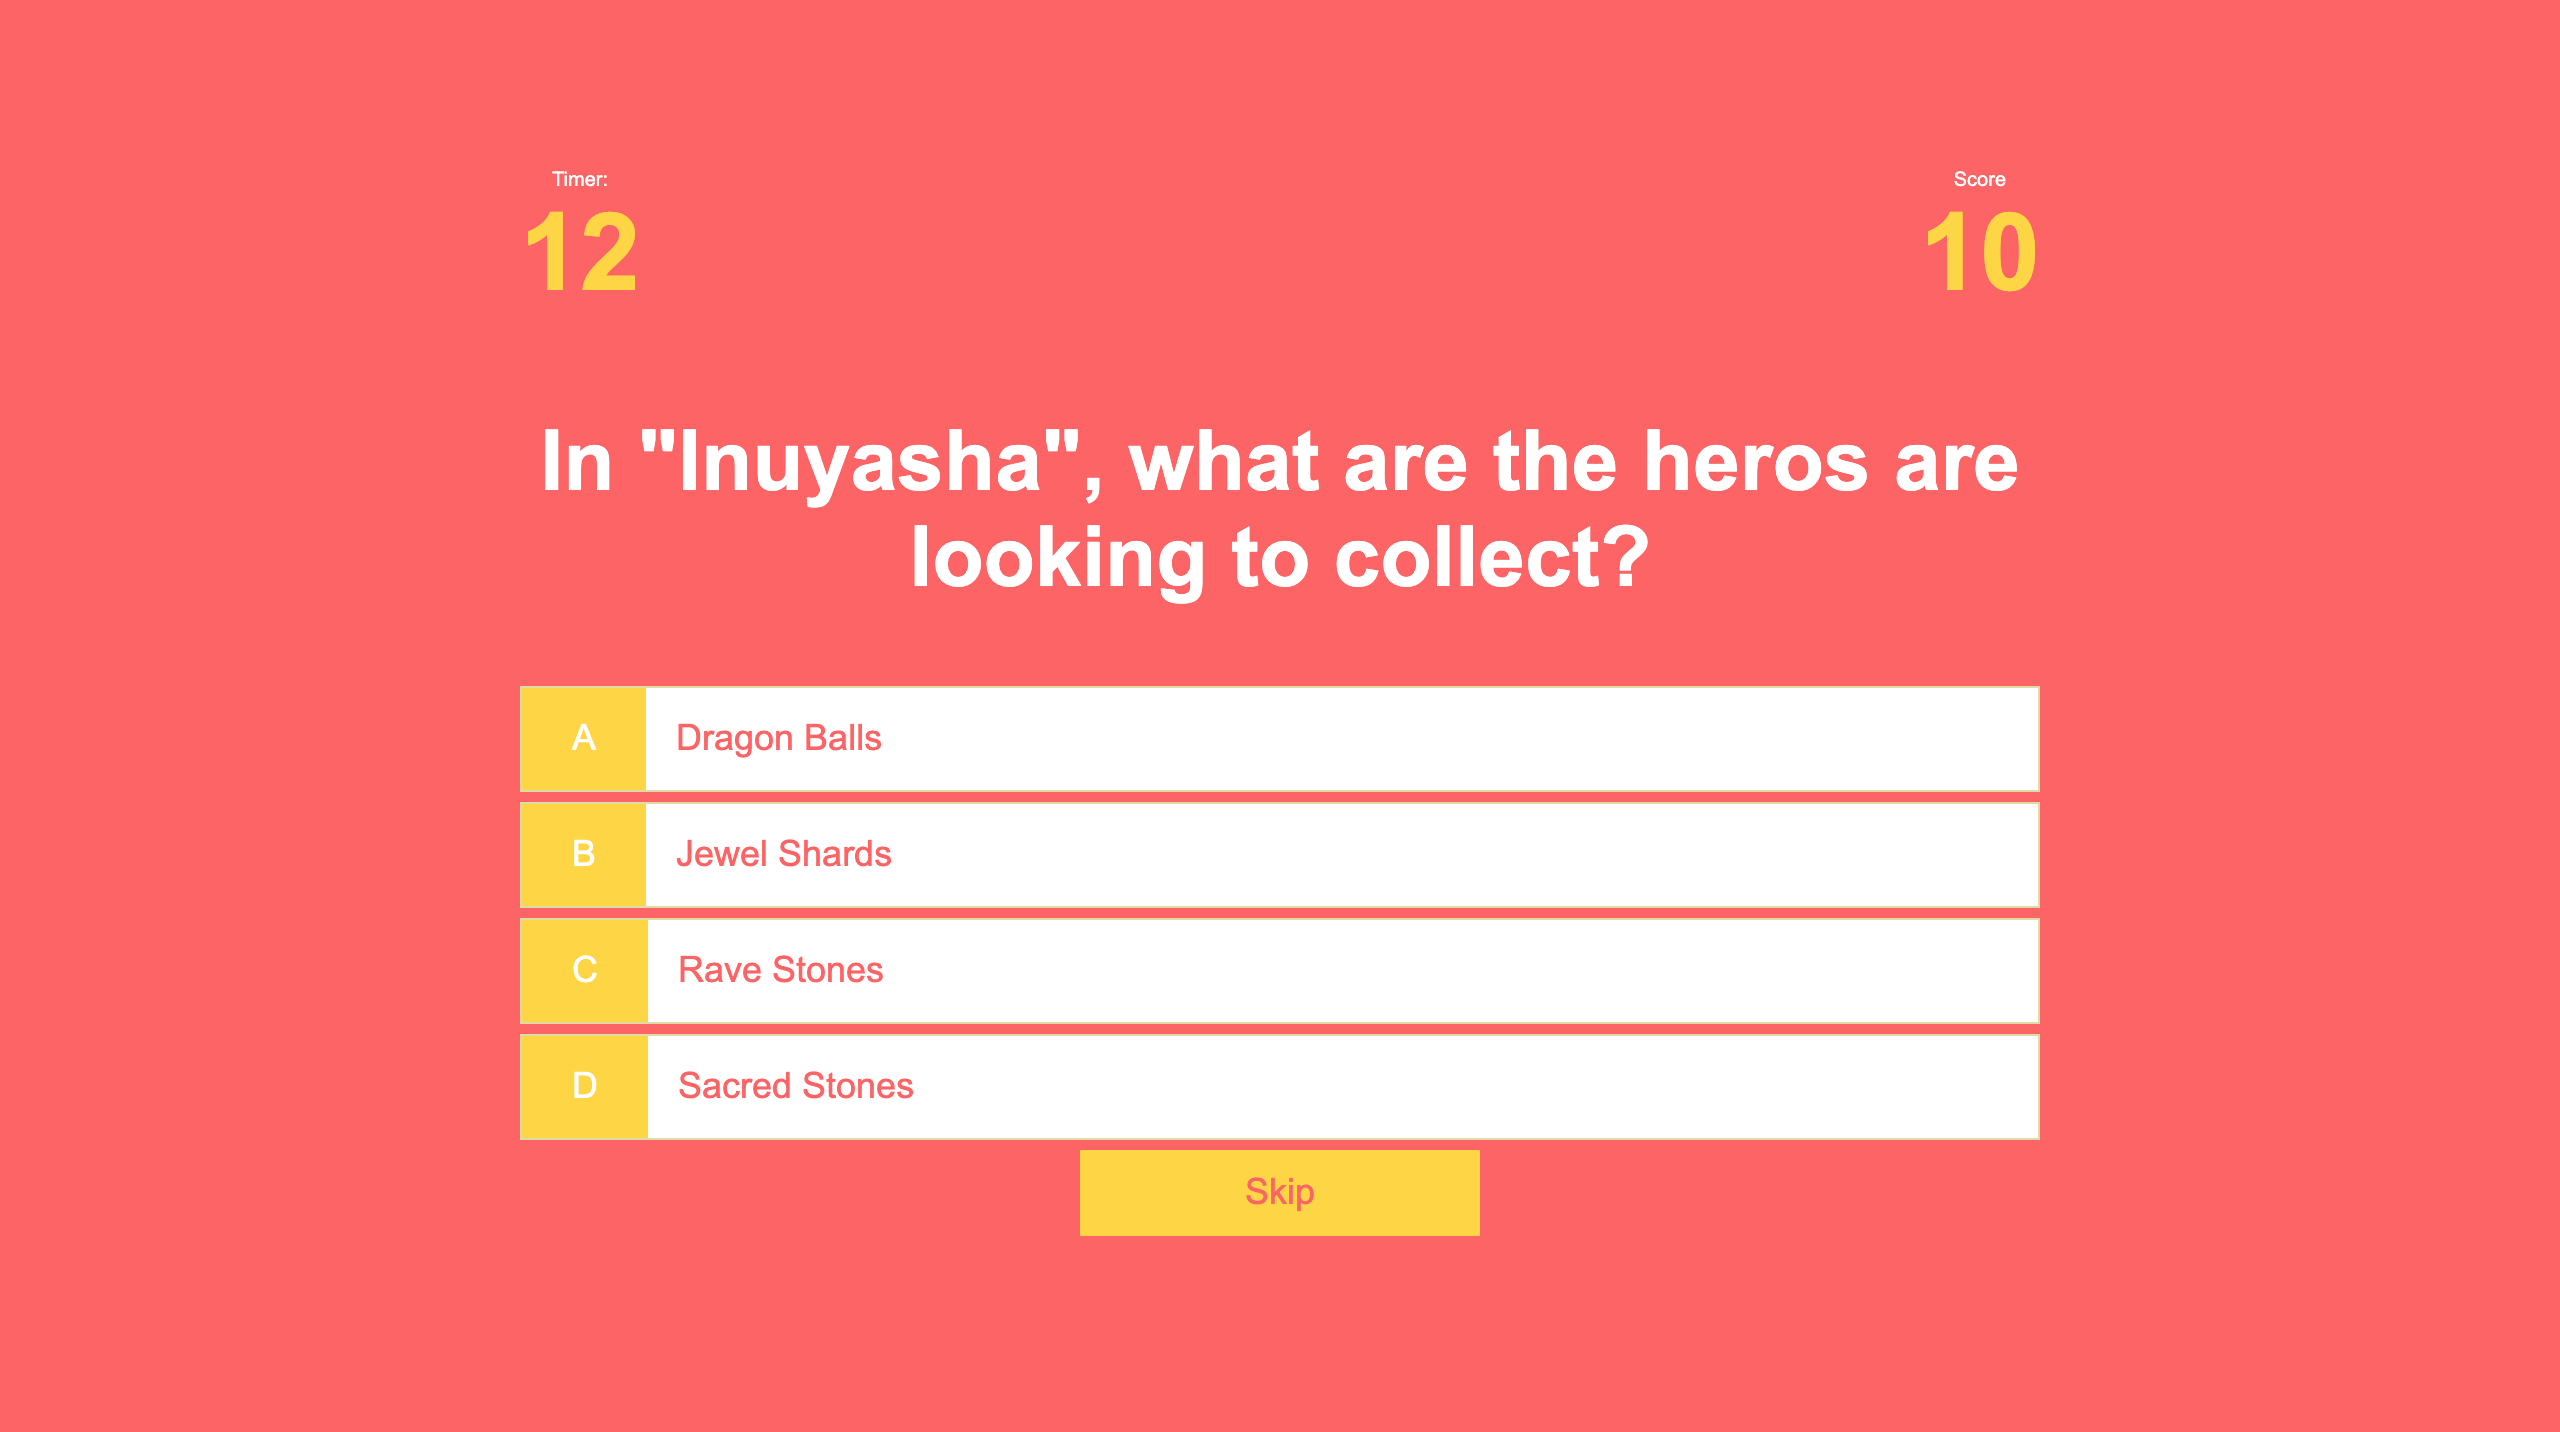 Timer:
12
Score
10
In "Inuyasha", what are the heros are
looking to collect?
A
Dragon Balls
B
Jewel Shards
C
Rave Stones
D
Sacred Stones
Skip